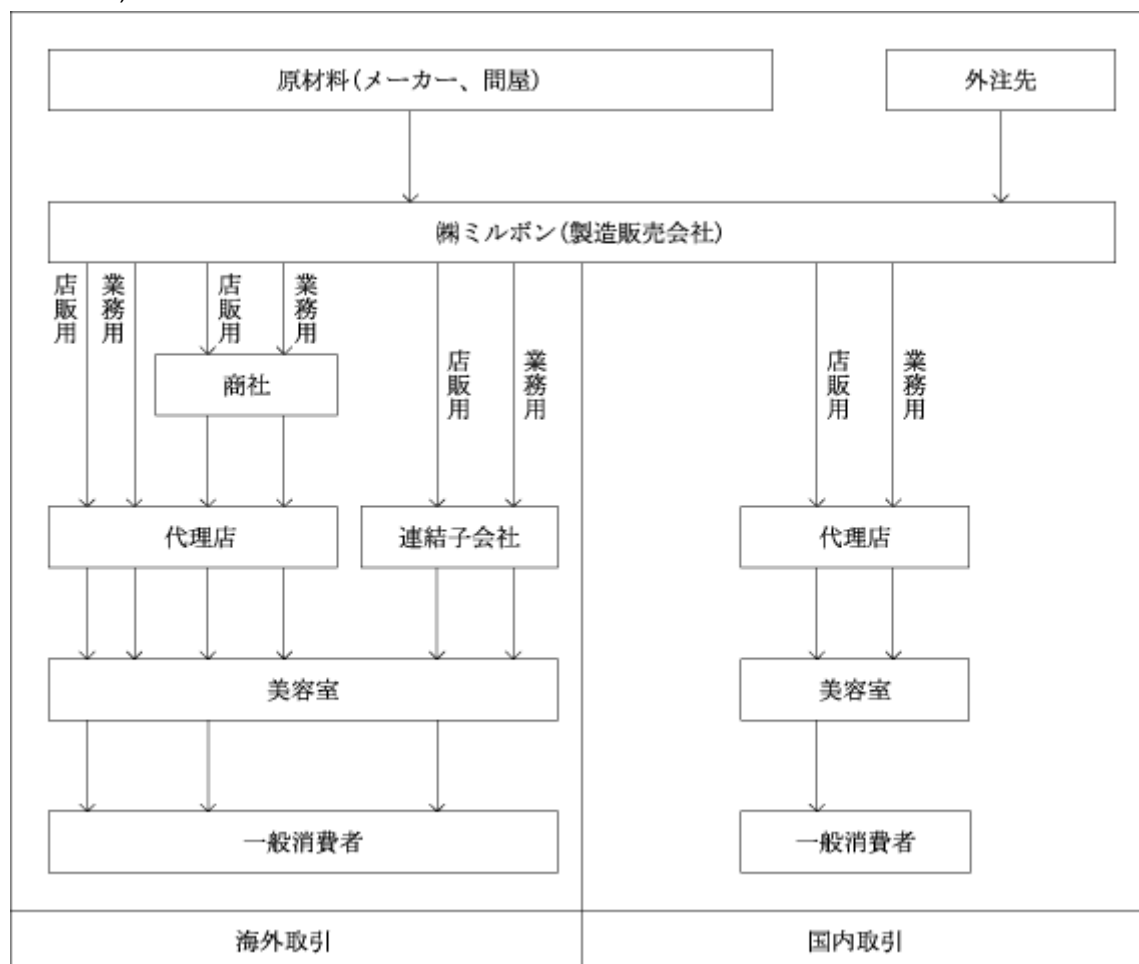 原材料(メーカー、問屋)
外注先
㈱ミルボン(製造販売会社)
店販用
業務用
店販用
業務用
店販用
業務用
店販用
業務用
商社
代理店
連結子会社
代理店
美容室
美容室
一般消費者
一般消費者
海外取引
国内取引